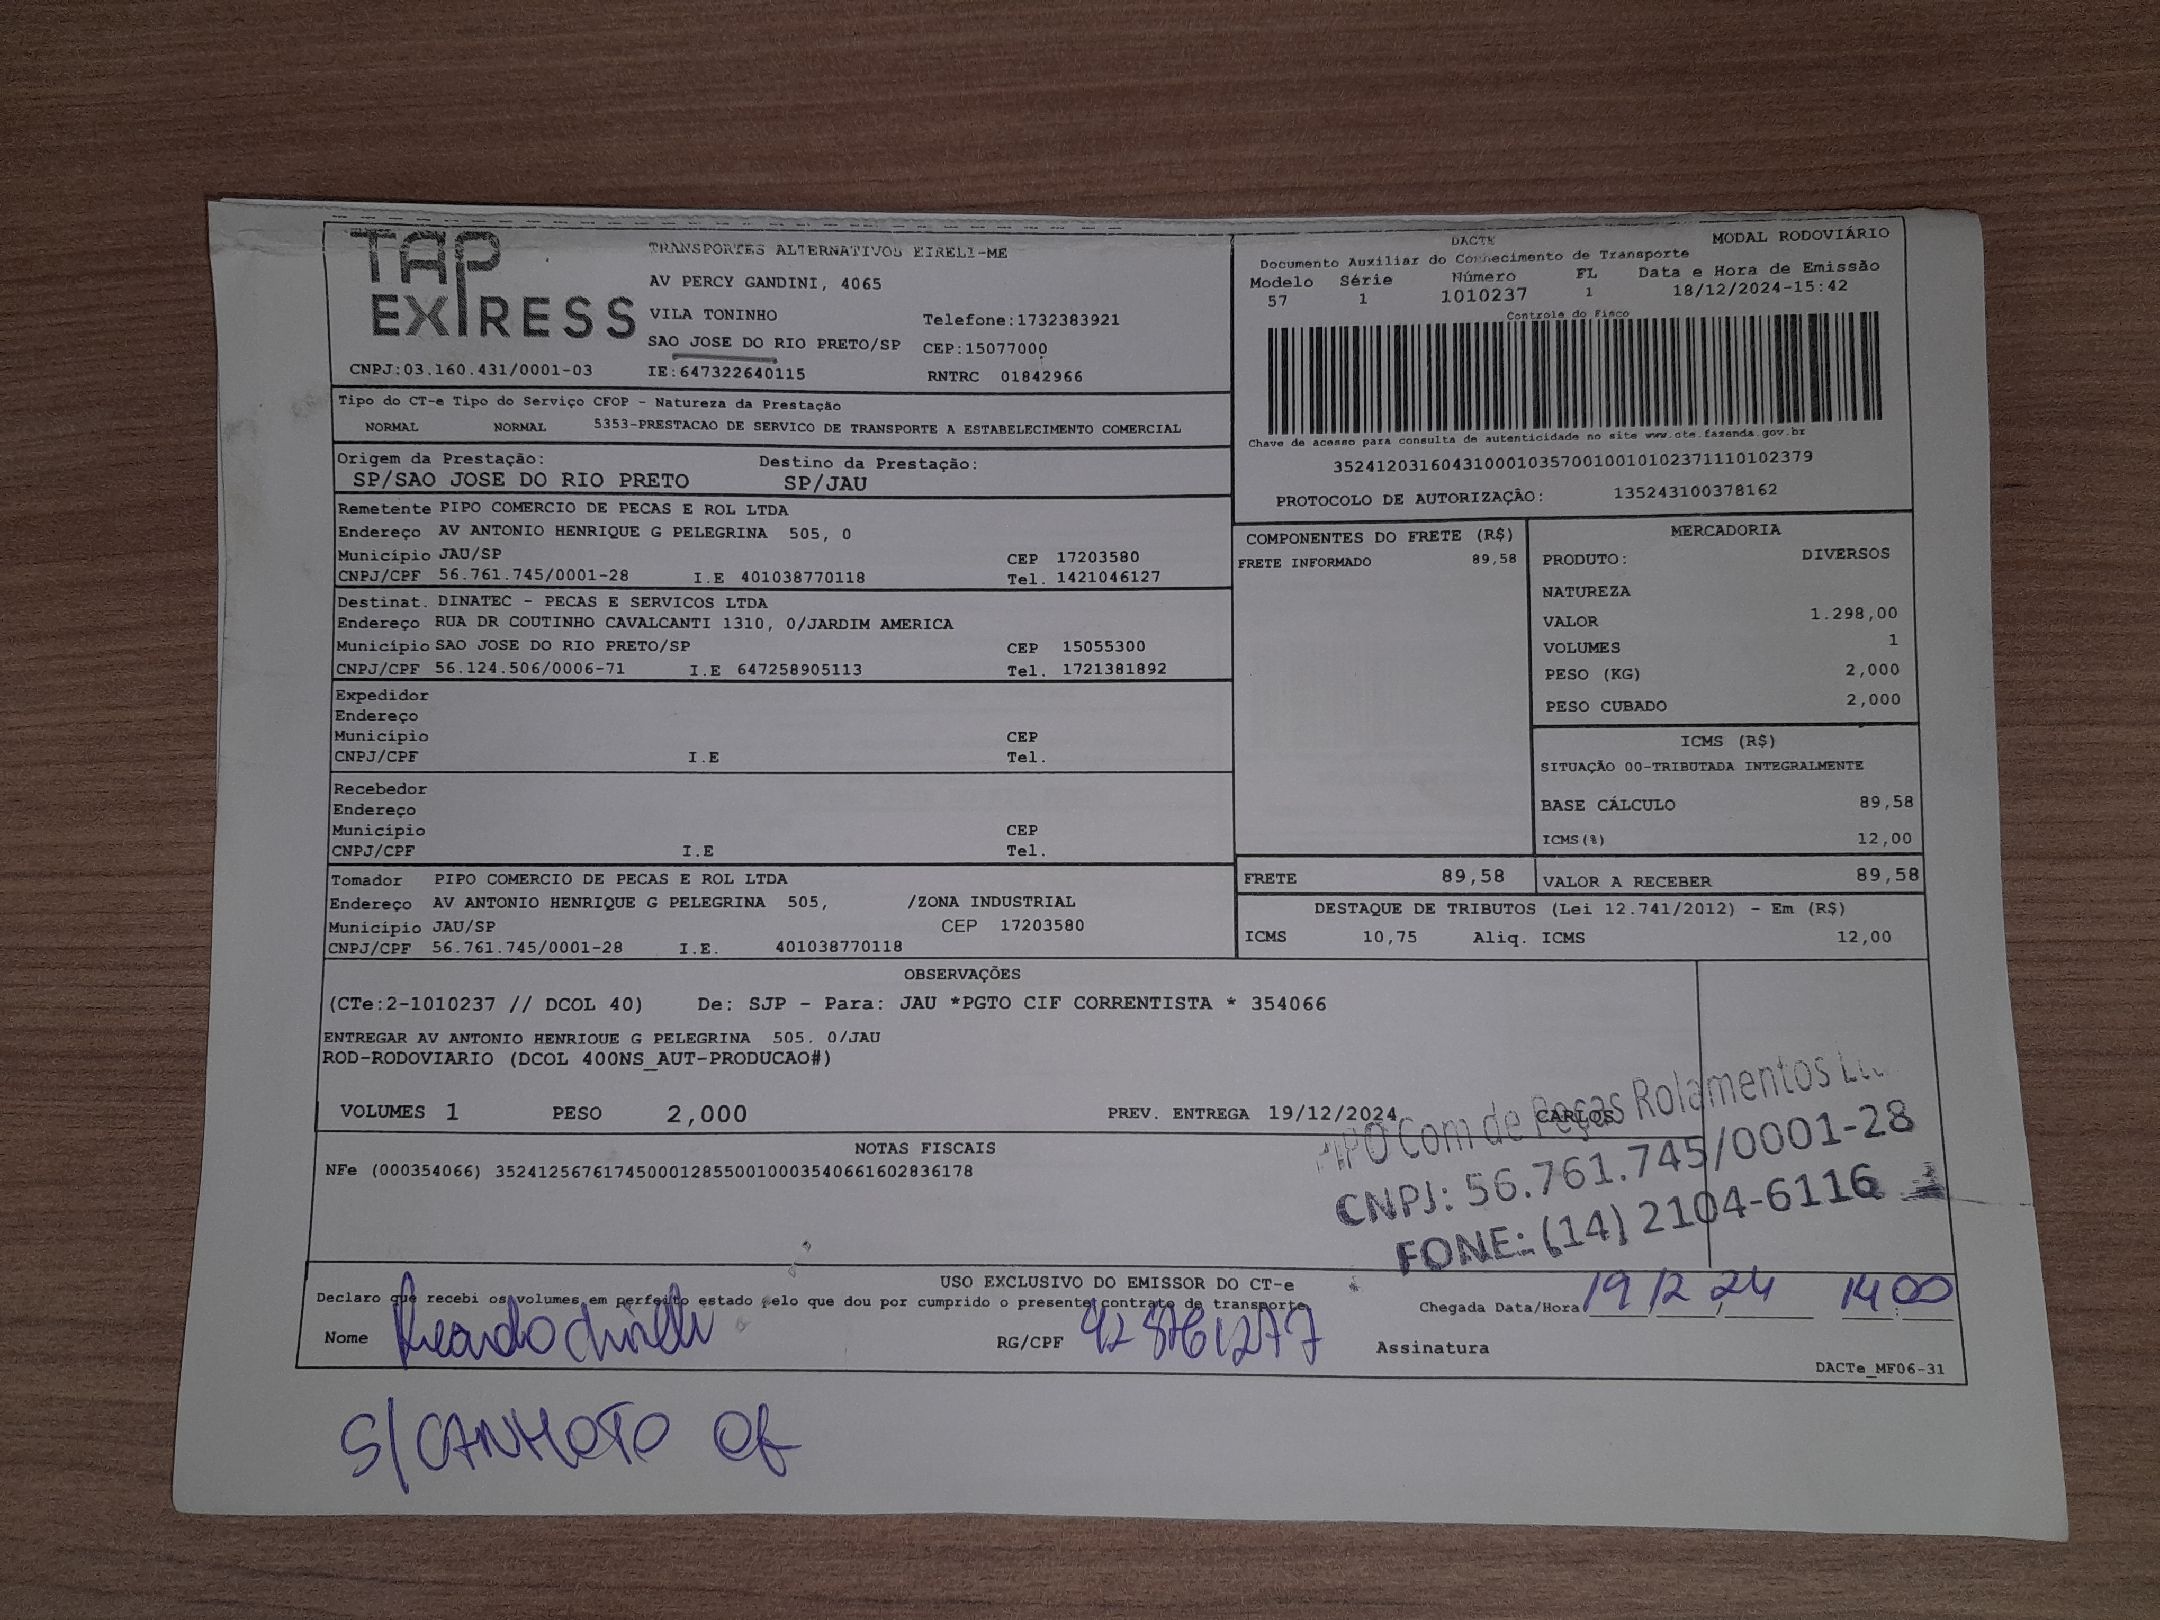 TAP EXPRESS
TRANSPORTES ALTERNATIVOS EIRELI-ME
AV PERCY GANDINI, 4065
VILA TONINHO Telefone:1732383921
SAO JOSE DO RIO PRETO/SP CEP:15077000
CNPJ:03.160.431/0001-03 IE:647322640115 RNTRC 01842966
DACTE MODAL RODOVIÁRIO
Documento Auxiliar do Conhecimento de Transporte
Modelo Série Número FL Data e Hora de Emissão
57 1 1010237 1 18/12/2024-15:42
Controle do Fisco
Chave de acesso para consulta de autenticidade no site www.cte.fazenda.gov.br
35241203160431000103570010010102371110102379
PROTOCOLO DE AUTORIZAÇÃO: 135243100378162
Tipo do CT-e Tipo do Serviço CFOP - Natureza da Prestação
NORMAL NORMAL 5353-PRESTACAO DE SERVICO DE TRANSPORTE A ESTABELECIMENTO COMERCIAL
Origem da Prestação: Destino da Prestação:
SP/SAO JOSE DO RIO PRETO SP/JAU
Remetente PIPO COMERCIO DE PECAS E ROL LTDA
Endereço AV ANTONIO HENRIQUE G PELEGRINA 505, 0
Município JAU/SP CEP 17203580
CNPJ/CPF 56.761.745/0001-28 I.E 401038770118 Tel. 1421046127
Destinat. DINATEC - PECAS E SERVICOS LTDA
Endereço RUA DR COUTINHO CAVALCANTI 1310, 0/JARDIM AMERICA
Município SAO JOSE DO RIO PRETO/SP CEP 15055300
CNPJ/CPF 56.124.506/0006-71 I.E 647258905113 Tel. 1721381892
Expedidor
Endereço
Município CEP
CNPJ/CPF I.E Tel.
Recebedor
Endereço
Município CEP
CNPJ/CPF I.E Tel.
Tomador PIPO COMERCIO DE PECAS E ROL LTDA
Endereço AV ANTONIO HENRIQUE G PELEGRINA 505, /ZONA INDUSTRIAL
Município JAU/SP CEP 17203580
CNPJ/CPF 56.761.745/0001-28 I.E. 401038770118
COMPONENTES DO FRETE (R$)
FRETE INFORMADO 89,58
MERCADORIA
PRODUTO: DIVERSOS
NATUREZA
VALOR 1.298,00
VOLUMES 1
PESO (KG) 2,000
PESO CUBADO 2,000
ICMS (R$)
SITUAÇÃO 00-TRIBUTADA INTEGRALMENTE
BASE CÁLCULO 89,58
ICMS(%) 12,00
FRETE 89,58 VALOR A RECEBER 89,58
DESTAQUE DE TRIBUTOS (Lei 12.741/2012) - Em (R$)
ICMS 10,75 Aliq. ICMS 12,00
OBSERVAÇÕES
(CTe:2-1010237 // DCOL 40) De: SJP - Para: JAU *PGTO CIF CORRENTISTA * 354066
ENTREGAR AV ANTONIO HENRIQUE G PELEGRINA 505. 0/JAU
ROD-RODOVIARIO (DCOL 400NS_AUT-PRODUCAO#)
VOLUMES 1 PESO 2,000 PREV. ENTREGA 19/12/2024 CARLOS
PIPO Com de Peças Rolamentos
CNPJ: 56.761.745/0001-28
FONE: (14) 2104-6116
NOTAS FISCAIS
NFe (000354066) 35241256761745000128550010003540661602836178
USO EXCLUSIVO DO EMISSOR DO CT-e
Declaro que recebi os volumes em perfeito estado pelo que dou por cumprido o presente contrato de transporte
Chegada Data/Hora 19 12 24 14:00
Nome RG/CPF Assinatura
DACTe_MF06-31
S/CANHOTO